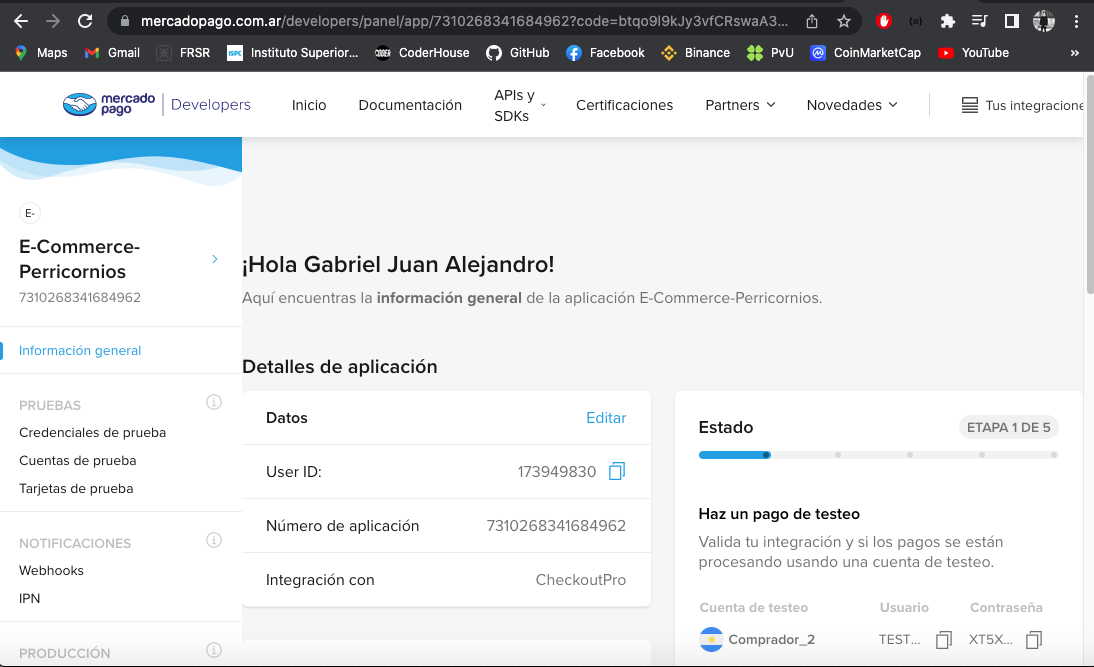 mercadopago.com.ar/developers/panel/app/7310268341684962?code=btqo9I9kJy3vfCRswaA3...
Maps Gmail FRSR Instituto Superior... CoderHouse GitHub Facebook Binance PvU CoinMarketCap YouTube »
mercado pago Developers
Inicio
Documentación
APIs y
SDKs
Certificaciones
Partners
Novedades
Tus integracione
E-
E-Commerce-
Perricornios
7310268341684962
Información general
PRUEBAS
Credenciales de prueba
Cuentas de prueba
Tarjetas de prueba
NOTIFICACIONES
Webhooks
IPN
PRODUCCIÓN
¡Hola Gabriel Juan Alejandro!
Aquí encuentras la información general de la aplicación E-Commerce-Perricornios.
Detalles de aplicación
Datos Editar
User ID: 173949830
Número de aplicación 7310268341684962
Integración con CheckoutPro
Estado ETAPA 1 DE 5
Haz un pago de testeo
Valida tu integración y si los pagos se están
procesando usando una cuenta de testeo.
Cuenta de testeo Usuario Contraseña
Comprador_2 TEST... XT5X...